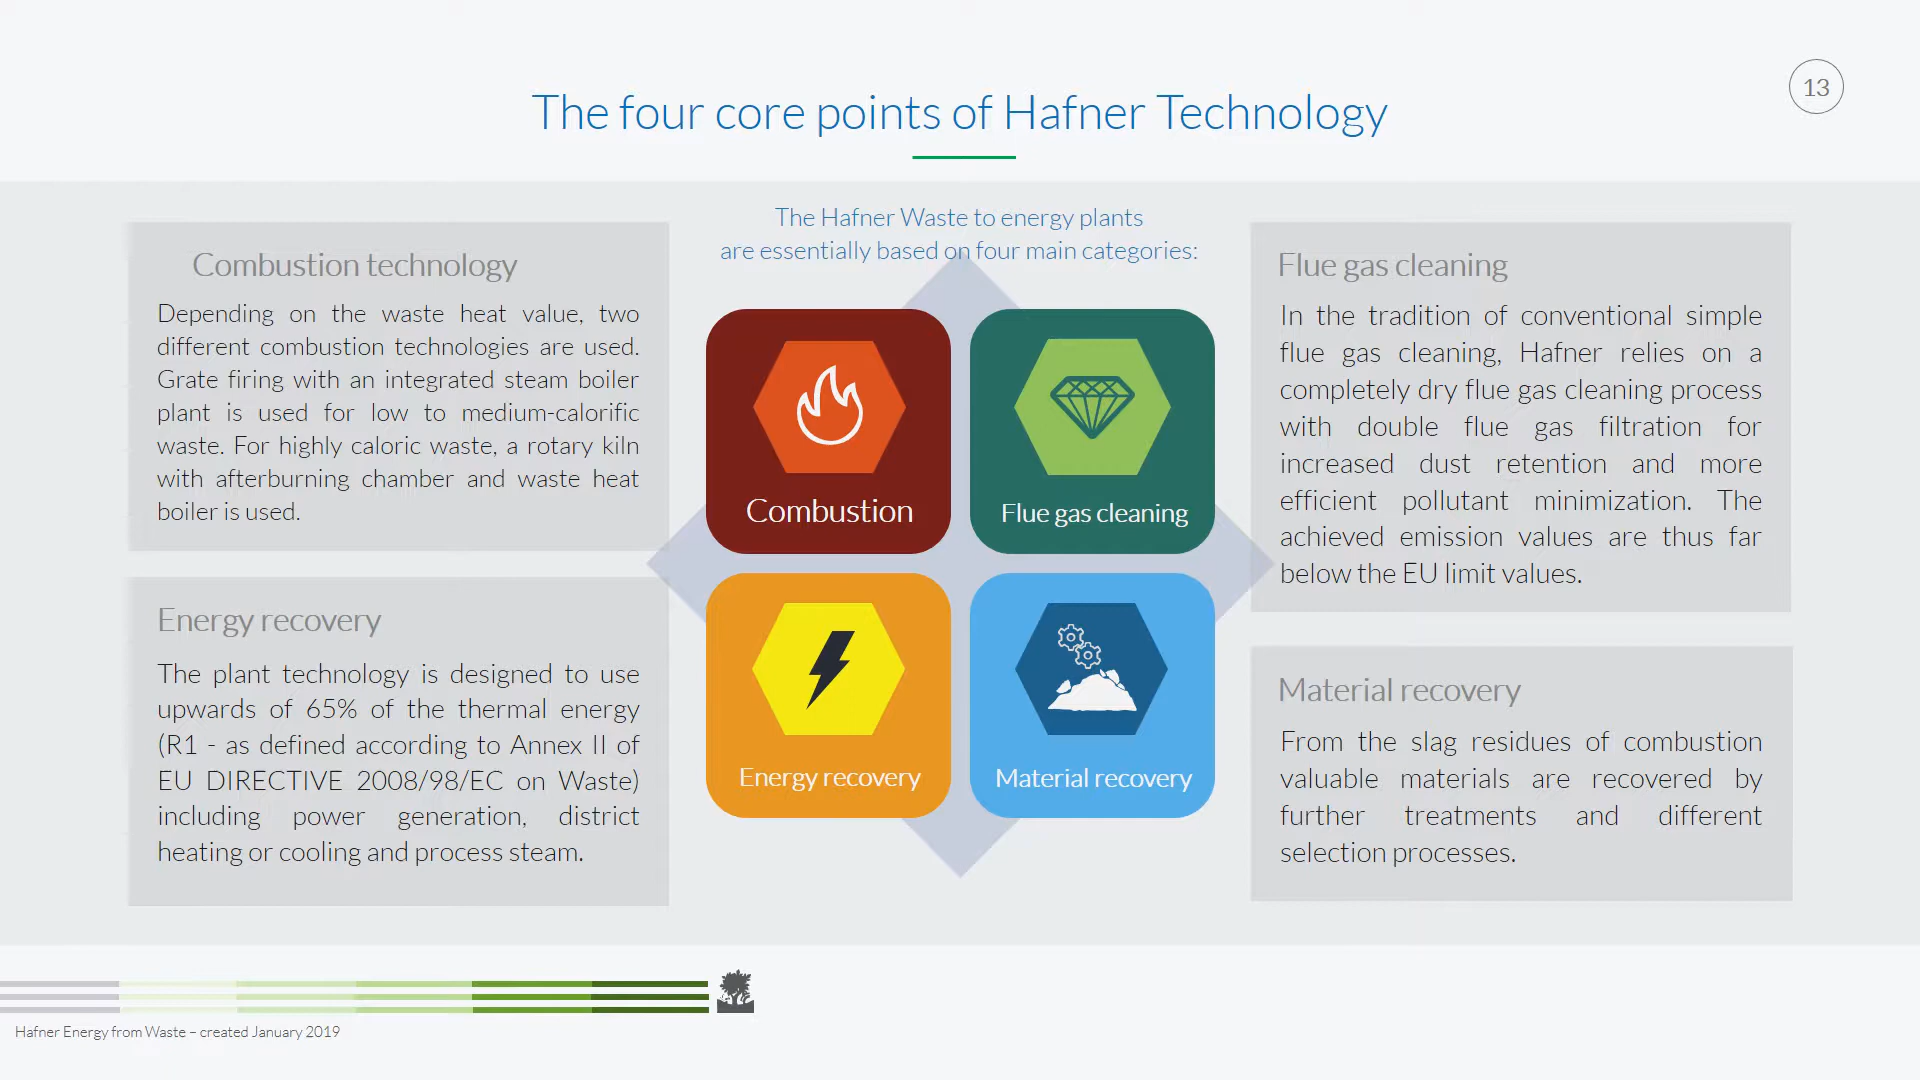 13
The four core points of Hafner Technology
The Hafner Waste to energy plants
are essentially based on four main categories:
Combustion technology
Depending on the waste heat value, two
different combustion technologies are used.
Grate firing with an integrated steam boiler
plant is used for low to medium-calorific
waste. For highly caloric waste, a rotary kiln
with afterburning chamber and waste heat
boiler is used.
Energy recovery
The plant technology is designed to use
upwards of 65% of the thermal energy
(R1 - as defined according to Annex II of
EU DIRECTIVE 2008/98/EC on Waste)
including power generation, district
heating or cooling and process steam.
Combustion
Flue gas cleaning
Energy recovery
Material recovery
Flue gas cleaning
In the tradition of conventional simple
flue gas cleaning, Hafner relies on a
completely dry flue gas cleaning process
with double flue gas filtration for
increased dust retention and more
efficient pollutant minimization. The
achieved emission values are thus far
below the EU limit values.
Material recovery
From the slag residues of combustion
valuable materials are recovered by
further treatments and different
selection processes.
Hafner Energy from Waste – created January 2019